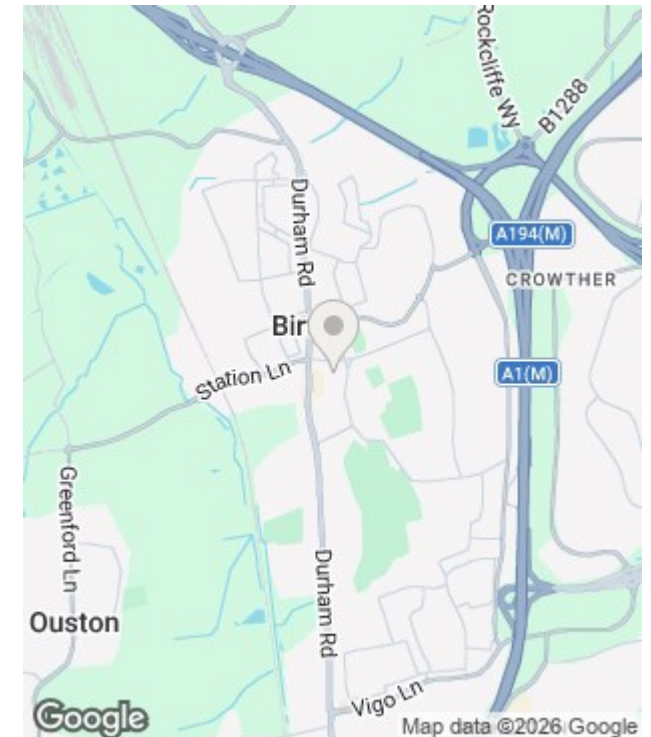 Rockcliffe Wy
B1288
Durham Rd
A194(M)
CROWTHER
Bir
Station Ln
A1(M)
Greenford Ln
Durham Rd
Ouston
Vigo Ln
Google
Map data ©2026 Google